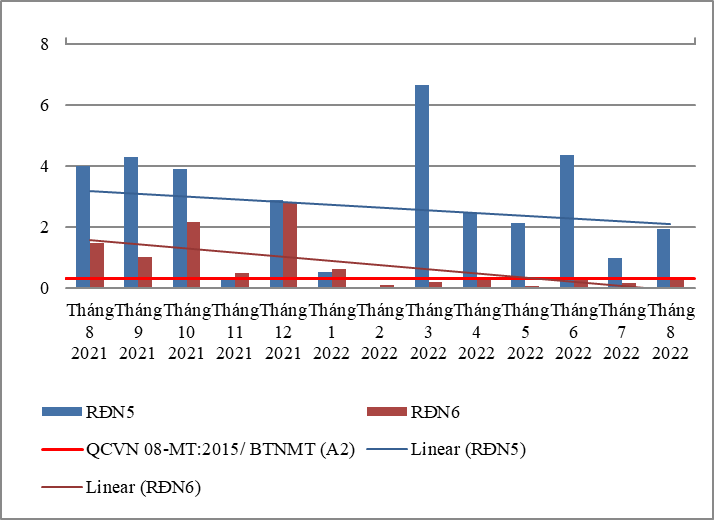 8
6
4
2
0
Tháng Tháng Tháng Tháng Tháng Tháng Tháng Tháng Tháng Tháng Tháng Tháng Tháng
8 9 10 11 12 1 2 3 4 5 6 7 8
2021 2021 2021 2021 2021 2022 2022 2022 2022 2022 2022 2022 2022
RĐN5 RĐN6
QCVN 08-MT:2015/ BTNMT (A2) Linear (RĐN5)
Linear (RĐN6)